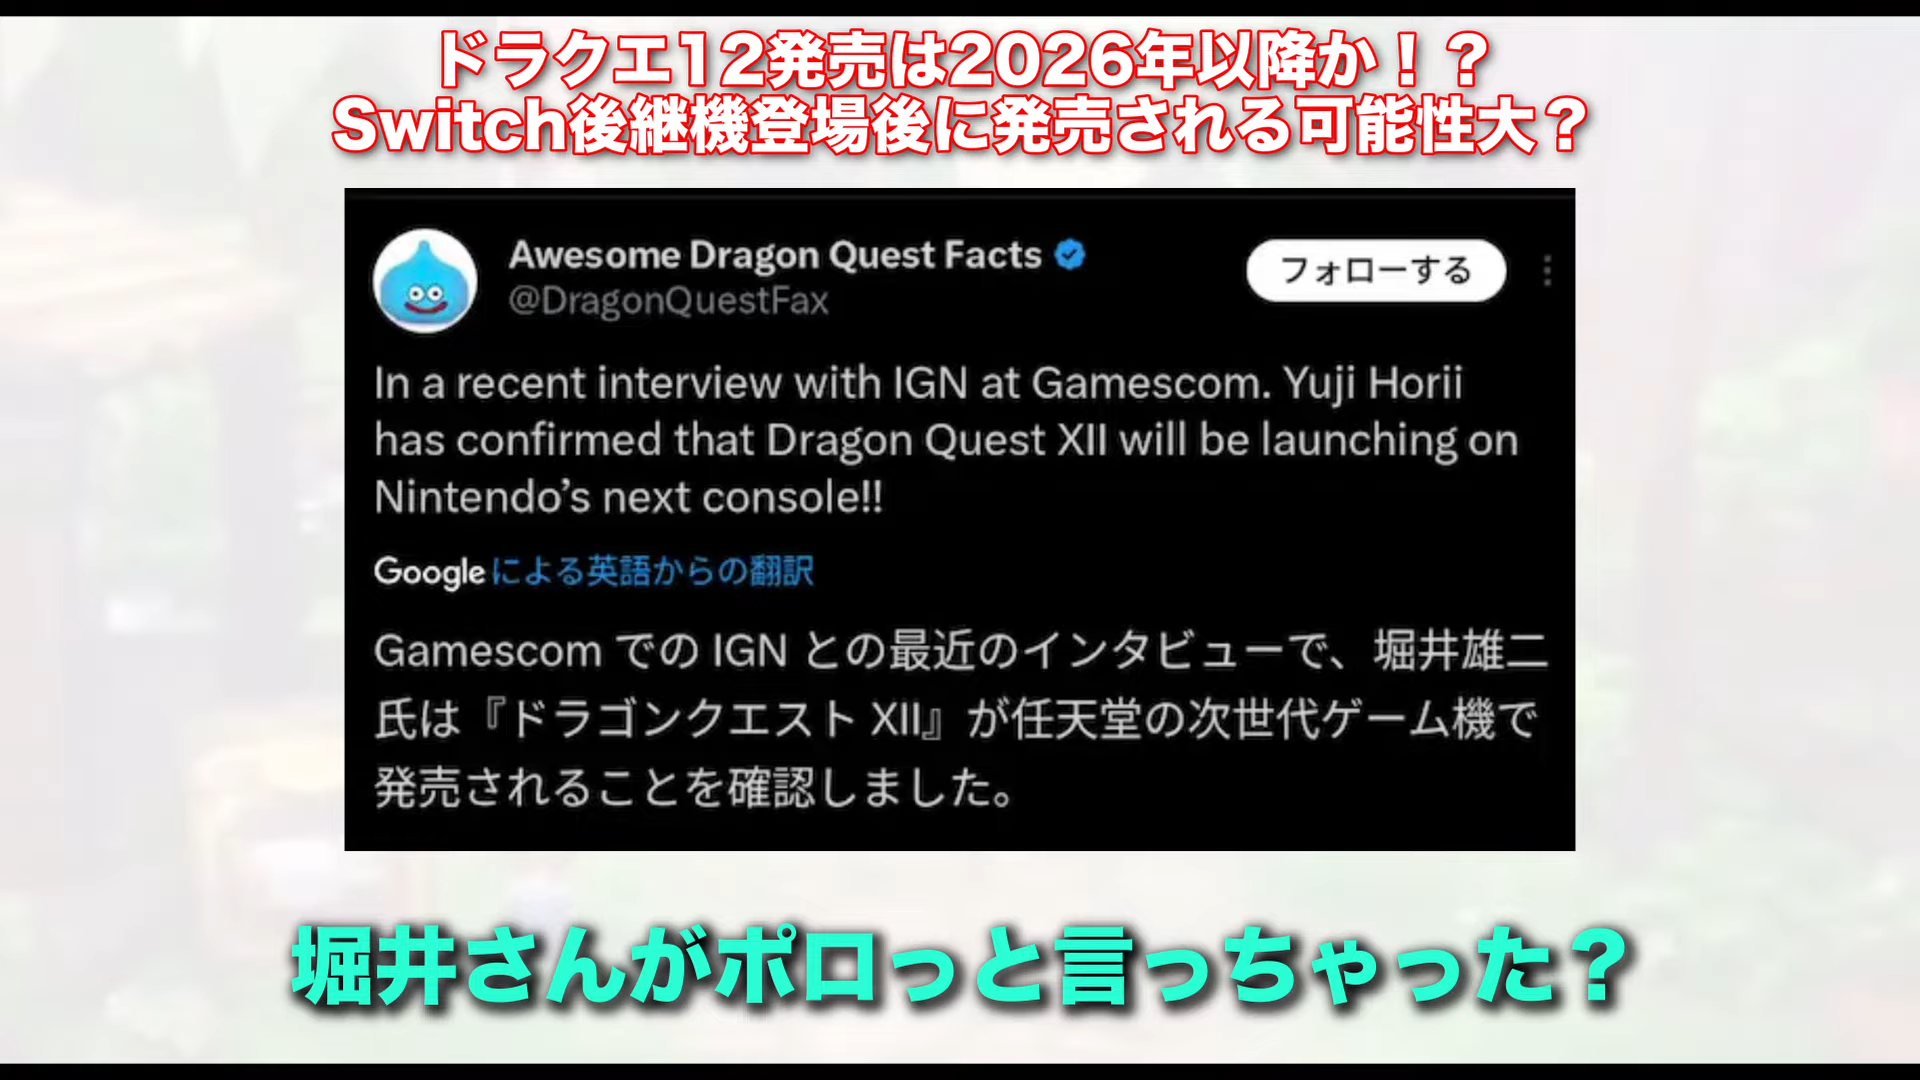 ドラクエ12発売は2026年以降か！？
Switch後継機登場後に発売される可能性大？
Awesome Dragon Quest Facts
@DragonQuestFax
フォローする
In a recent interview with IGN at Gamescom. Yuji Horii
has confirmed that Dragon Quest XII will be launching on
Nintendo’s next console!!
Googleによる英語からの翻訳
Gamescom での IGN との最近のインタビューで、堀井雄二
氏は『ドラゴンクエスト XII』が任天堂の次世代ゲーム機で
発売されることを確認しました。
堀井さんがポロっと言っちゃった？